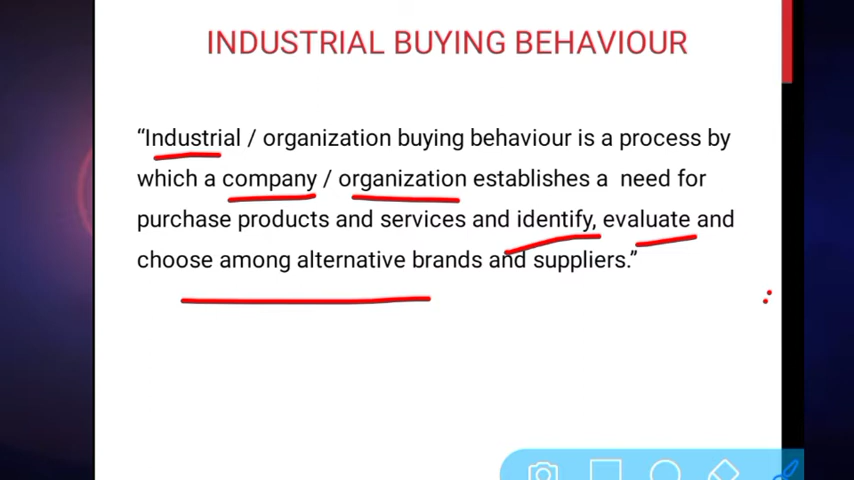 INDUSTRIAL BUYING BEHAVIOUR
“Industrial / organization buying behaviour is a process by
which a company / organization establishes a need for
purchase products and services and identify, evaluate and
choose among alternative brands and suppliers.”